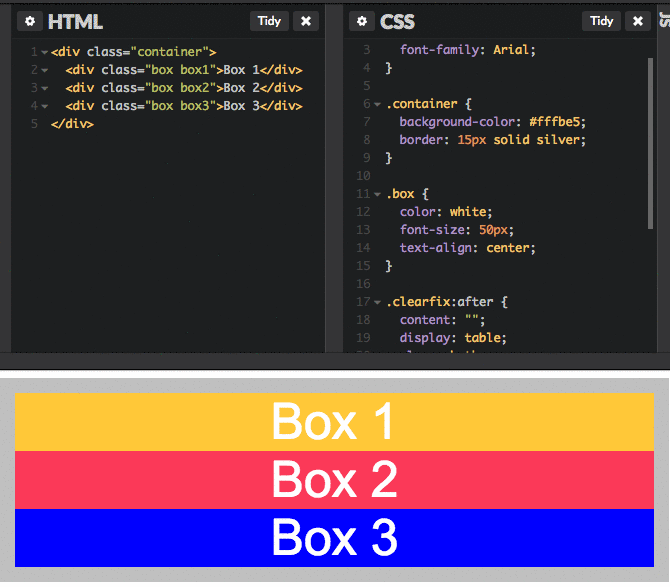 HTML
Tidy
1 <div class="container">
2 <div class="box box1">Box 1</div>
3 <div class="box box2">Box 2</div>
4 <div class="box box3">Box 3</div>
5 </div>
CSS
Tidy
3 font-family: Arial;
4 }
5
6 .container {
7 background-color: #fffbe5;
8 border: 15px solid silver;
9 }
10
11 .box {
12 color: white;
13 font-size: 50px;
14 text-align: center;
15 }
16
17 .clearfix:after {
18 content: "";
19 display: table;
Box 1
Box 2
Box 3